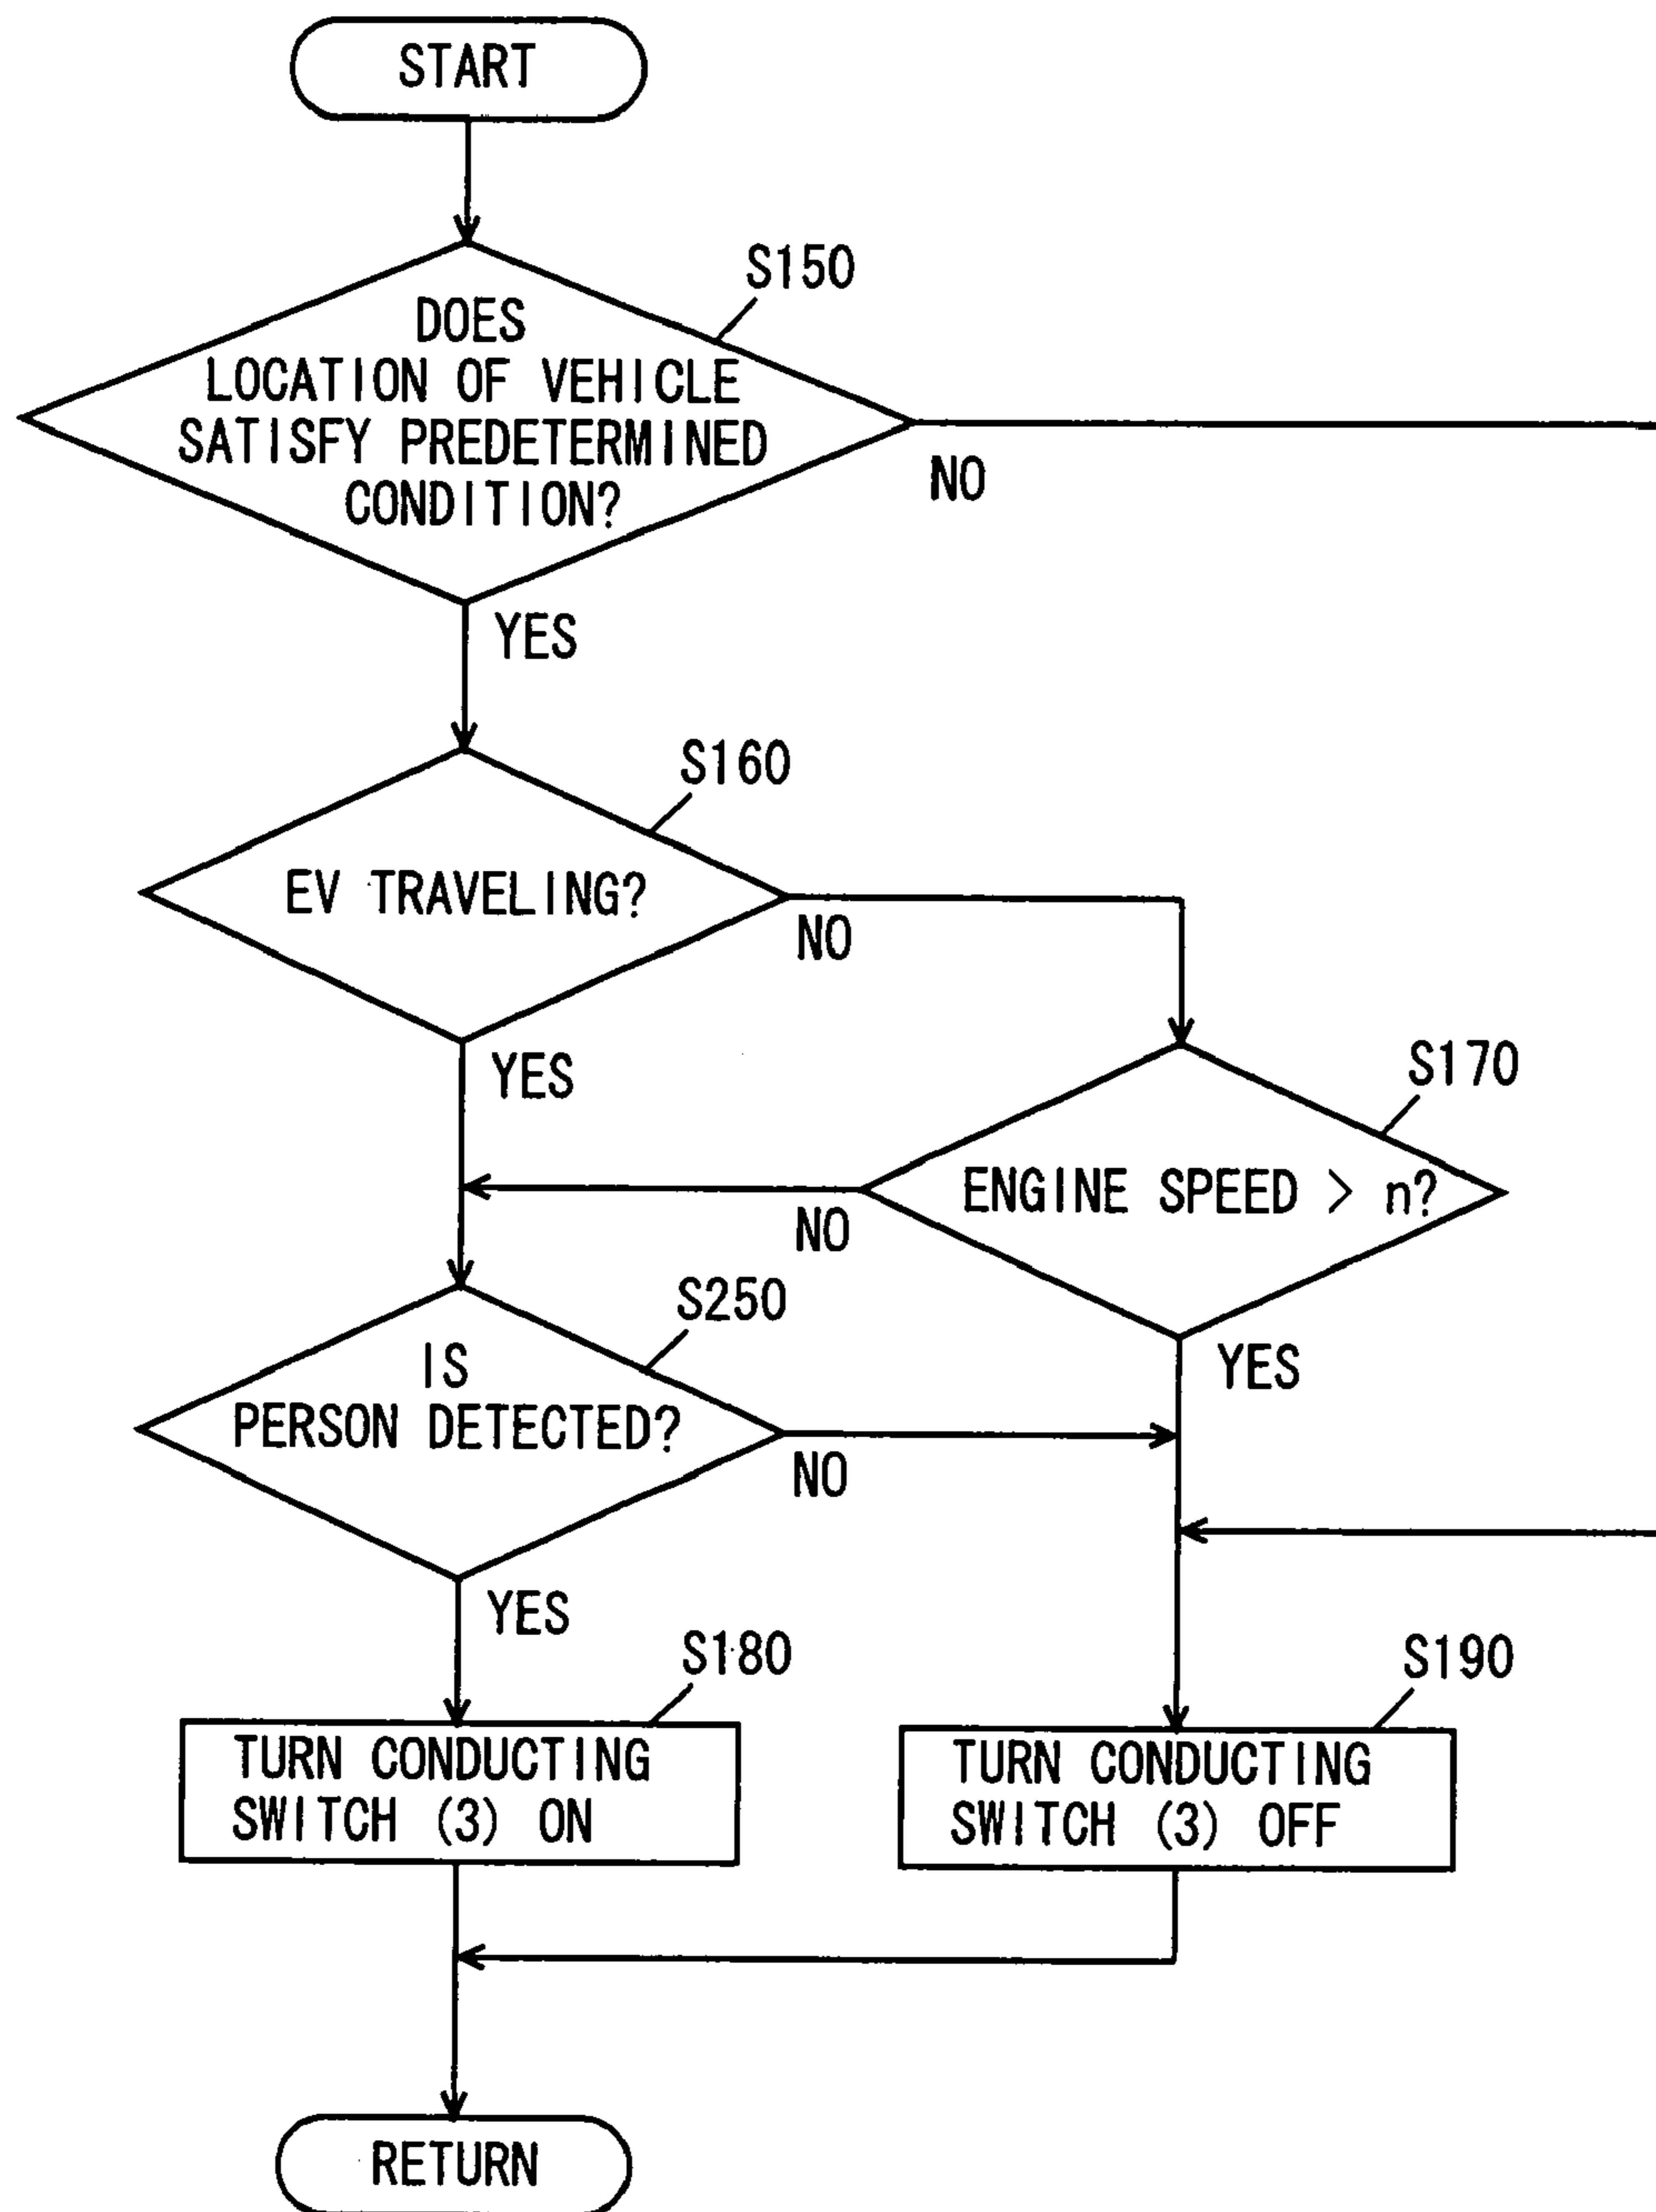 START
S150
DOES
LOCATION OF VEHICLE
SATISFY PREDETERMINED
CONDITION?
NO
YES
S160
EV TRAVELING?
NO
YES
S170
ENGINE SPEED > n?
NO
YES
S250
IS
PERSON DETECTED?
NO
YES
S180
TURN CONDUCTING
SWITCH (3) ON
S190
TURN CONDUCTING
SWITCH (3) OFF
RETURN